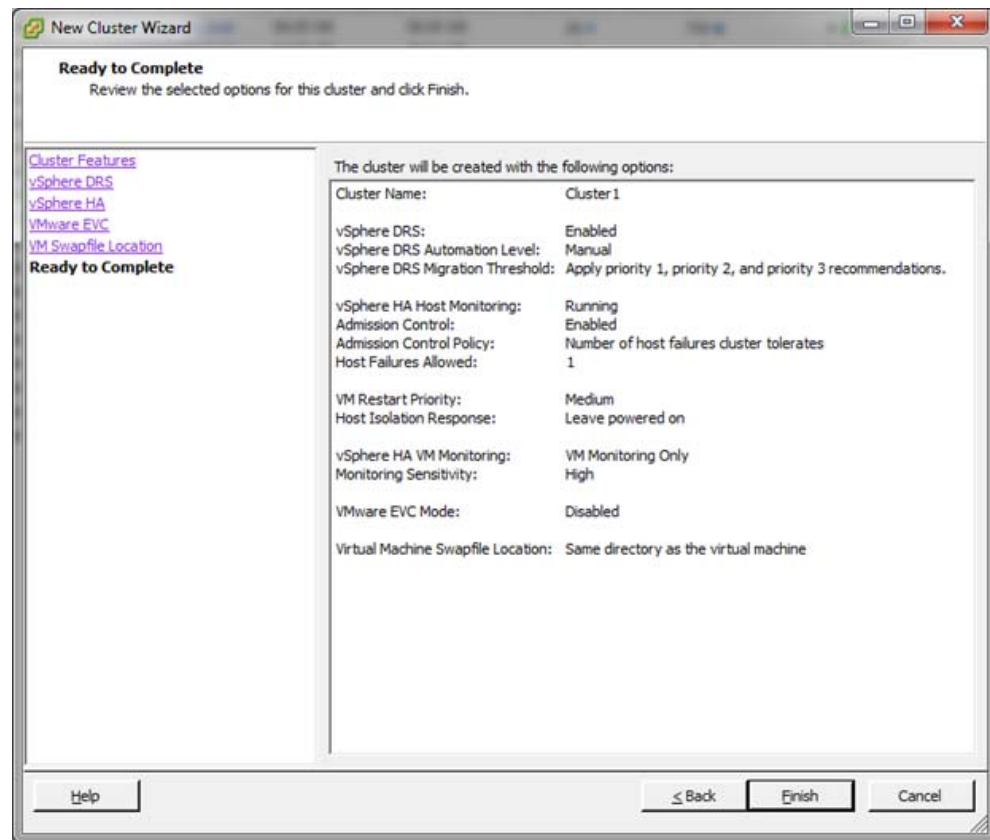 New Cluster Wizard
Ready to Complete
Review the selected options for this cluster and click Finish.
Cluster Features
vSphere DRS
vSphere HA
VMware EVC
VM Swapfile Location
Ready to Complete
The cluster will be created with the following options:
Cluster Name: Cluster1
vSphere DRS: Enabled
vSphere DRS Automation Level: Manual
vSphere DRS Migration Threshold: Apply priority 1, priority 2, and priority 3 recommendations.
vSphere HA Host Monitoring: Running
Admission Control: Enabled
Admission Control Policy: Number of host failures cluster tolerates
Host Failures Allowed: 1
VM Restart Priority: Medium
Host Isolation Response: Leave powered on
vSphere HA VM Monitoring: VM Monitoring Only
Monitoring Sensitivity: High
VMware EVC Mode: Disabled
Virtual Machine Swapfile Location: Same directory as the virtual machine
Help
≤ Back
Finish
Cancel